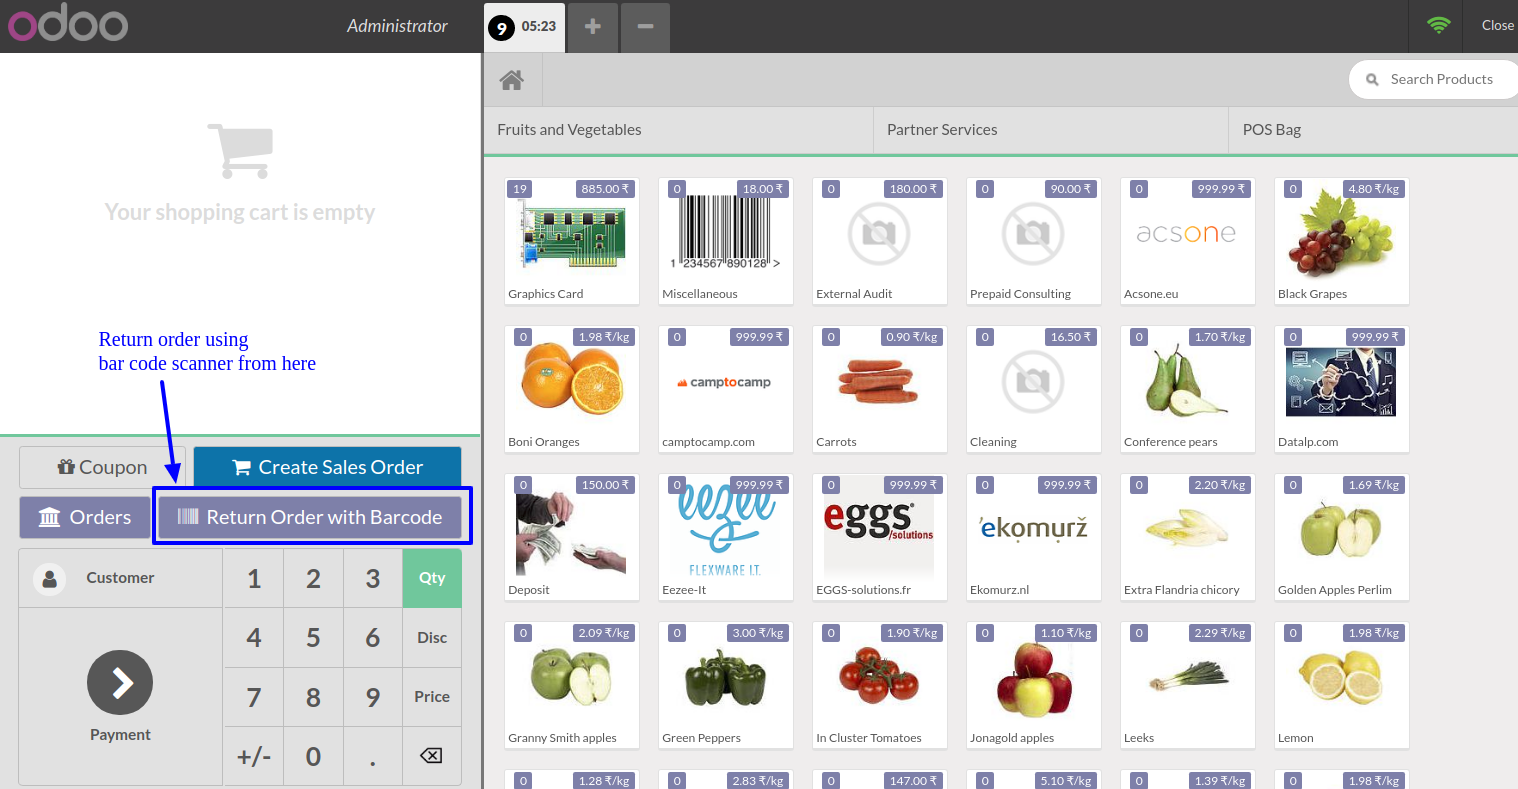 odoo
Administrator
9 05:23
Close
Search Products
Fruits and Vegetables
Partner Services
POS Bag
Your shopping cart is empty
Return order using
bar code scanner from here
Coupon
Create Sales Order
Orders
Return Order with Barcode
Customer
1 2 3 Qty
4 5 6 Disc
7 8 9 Price
+/- 0 .
Payment
19 885.00 ₹
Graphics Card
0 18.00 ₹
1 234567 890128 >
Miscellaneous
0 180.00 ₹
External Audit
0 90.00 ₹
Prepaid Consulting
0 999.99 ₹
acsone
Acsone.eu
0 4.80 ₹/kg
Black Grapes
0 1.98 ₹/kg
Boni Oranges
0 999.99 ₹
camptocamp
camptocamp.com
0 0.90 ₹/kg
Carrots
0 16.50 ₹
Cleaning
0 1.70 ₹/kg
Conference pears
0 999.99 ₹
Datalp.com
0 150.00 ₹
Deposit
0 999.99 ₹
eezee
FLEXWARE I.T.
Eezee-It
0 999.99 ₹
eggs
/solutions
EGGS-solutions.fr
0 999.99 ₹
ekomurž
Ekomurz.nl
0 2.20 ₹/kg
Extra Flandria chicory
0 1.69 ₹/kg
Golden Apples Perlim
0 2.09 ₹/kg
Granny Smith apples
0 3.00 ₹/kg
Green Peppers
0 1.90 ₹/kg
In Cluster Tomatoes
0 1.10 ₹/kg
Jonagold apples
0 2.29 ₹/kg
Leeks
0 1.98 ₹/kg
Lemon
0 1.28 ₹/kg
0 2.83 ₹/kg
0 147.00 ₹
0 5.10 ₹/kg
0 1.39 ₹/kg
0 1.98 ₹/kg